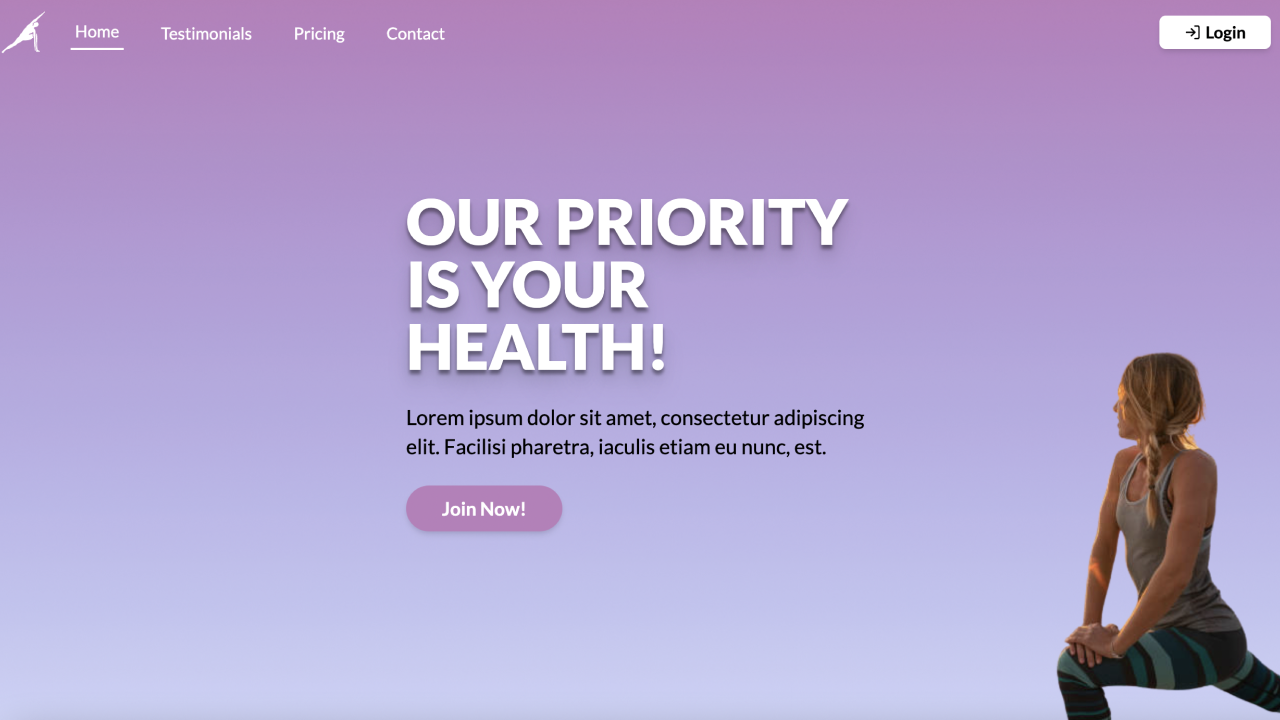 Home
Testimonials
Pricing
Contact
Login
OUR PRIORITY
IS YOUR
HEALTH!
Lorem ipsum dolor sit amet, consectetur adipiscing
elit. Facilisi pharetra, iaculis etiam eu nunc, est.
Join Now!